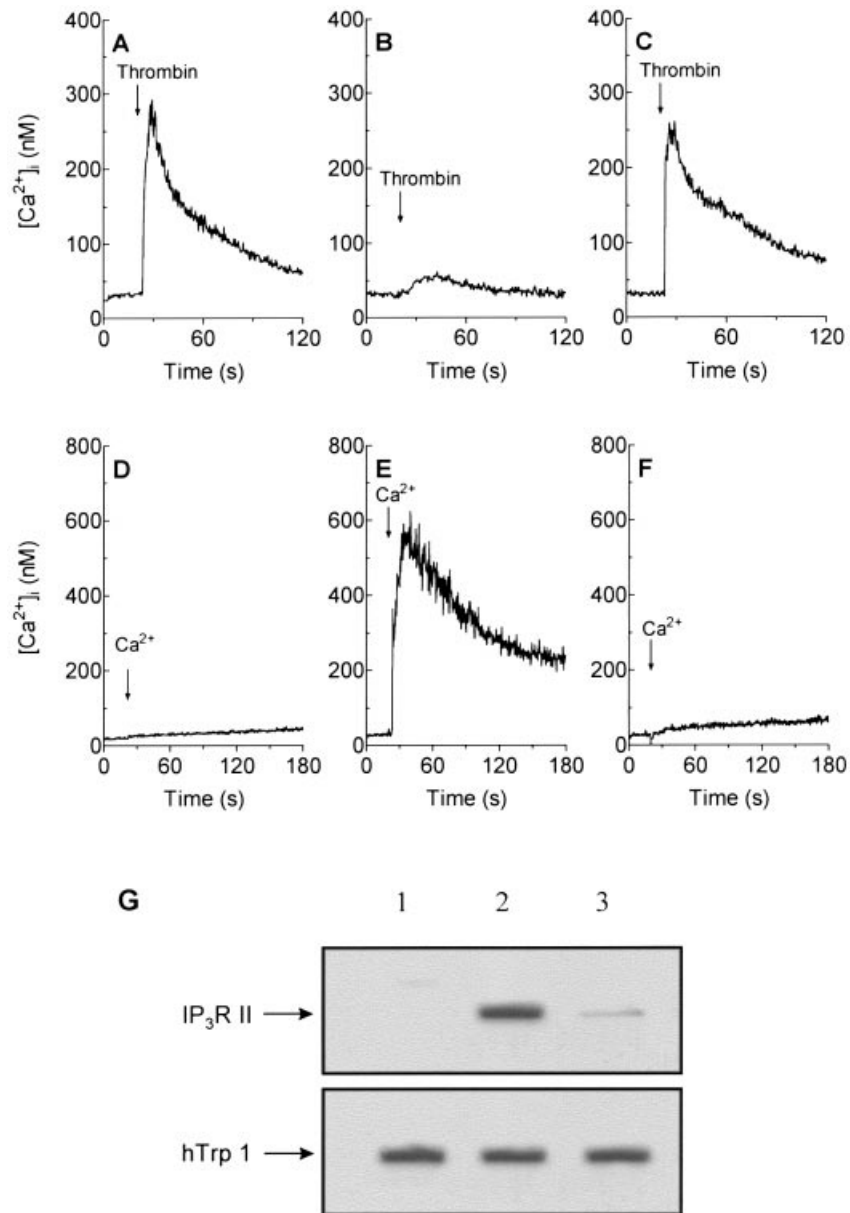 A
Thrombin
400
300
200
100
0
[Ca²⁺]ᵢ (nM)
0 60 120
Time (s)
B
Thrombin
400
300
200
100
0
0 60 120
Time (s)
C
Thrombin
400
300
200
100
0
0 60 120
Time (s)
D
Ca²⁺
800
600
400
200
0
[Ca²⁺]ᵢ (nM)
0 60 120 180
Time (s)
E
Ca²⁺
800
600
400
200
0
0 60 120 180
Time (s)
F
Ca²⁺
800
600
400
200
0
0 60 120 180
Time (s)
G
1 2 3
IP₃R II
hTrp 1